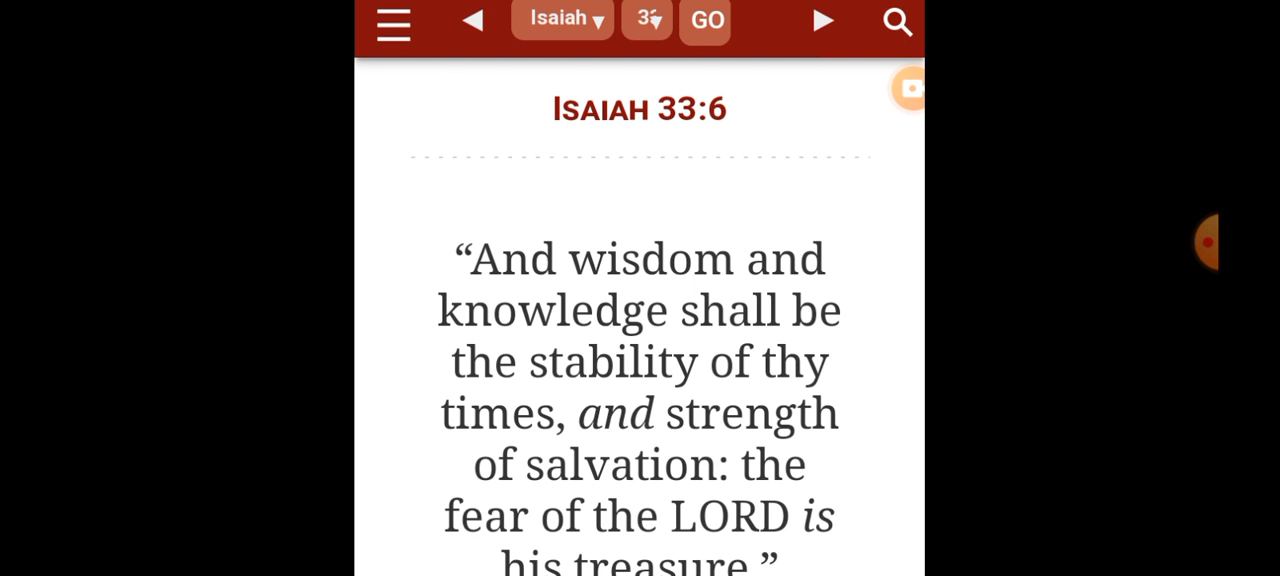 Isaiah
GO
ISAIAH 33:6
“And wisdom and
knowledge shall be
the stability of thy
times, and strength
of salvation: the
fear of the LORD is
his treasure.”